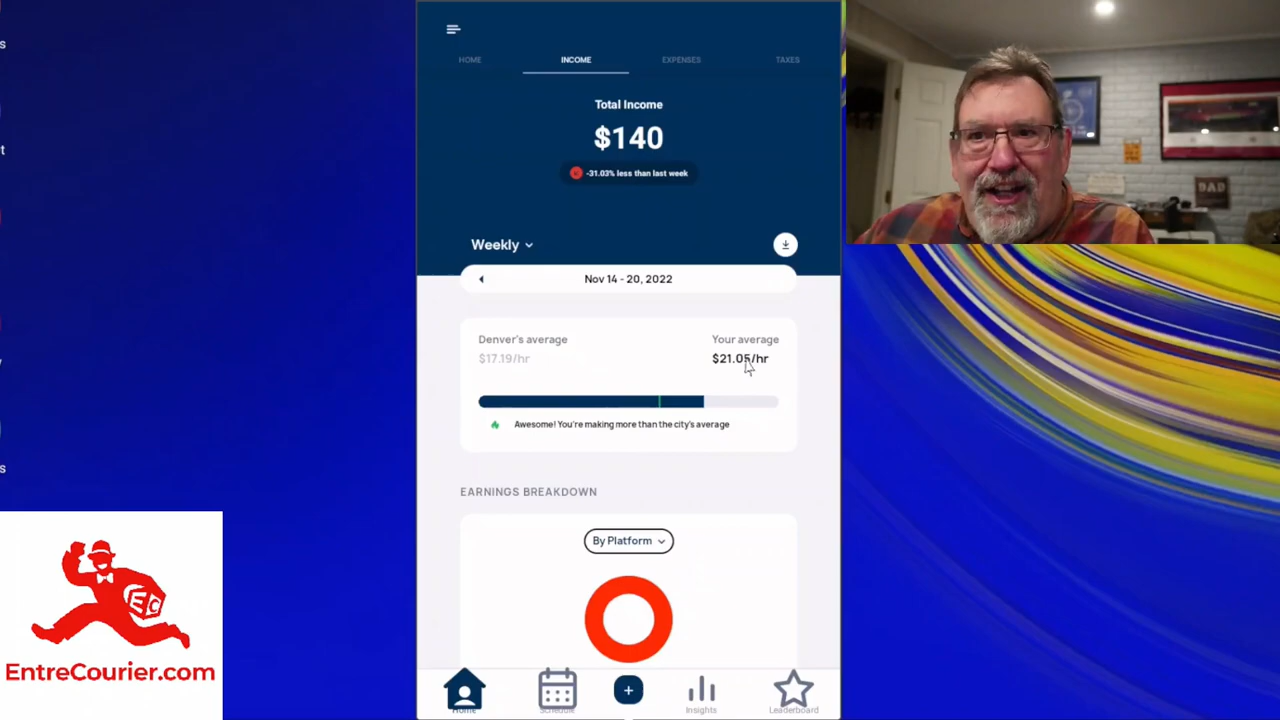 HOME INCOME EXPENSES TAXES
Total Income
$140
-31.03% less than last week
Weekly
Nov 14 - 20, 2022
Denver's average Your average
$17.19/hr $21.05/hr
Awesome! You're making more than the city's average
EARNINGS BREAKDOWN
By Platform
Home Schedule + Insights Leaderboard
DAD
EC
EntreCourier.com
s
t
y
s